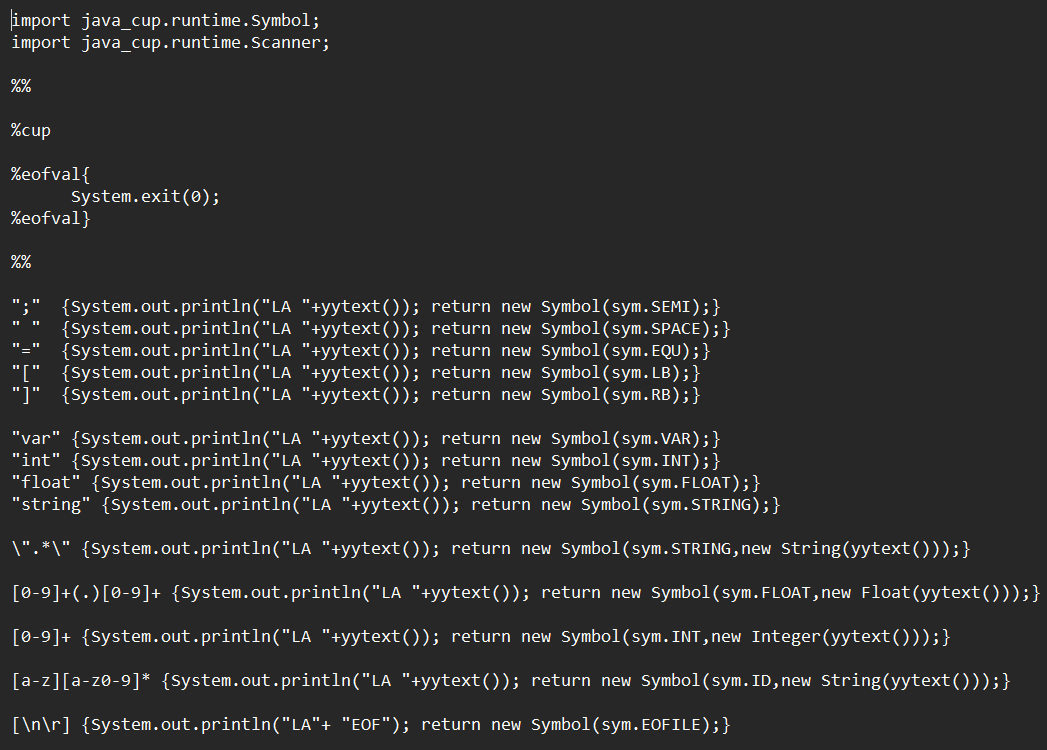 import java_cup.runtime.Symbol;
import java_cup.runtime.Scanner;
%%
%cup
%eofval{
      System.exit(0);
%eofval}
%%
";"  {System.out.println("LA "+yytext()); return new Symbol(sym.SEMI);}
" "  {System.out.println("LA "+yytext()); return new Symbol(sym.SPACE);}
"="  {System.out.println("LA "+yytext()); return new Symbol(sym.EQU);}
"["  {System.out.println("LA "+yytext()); return new Symbol(sym.LB);}
"]"  {System.out.println("LA "+yytext()); return new Symbol(sym.RB);}
"var" {System.out.println("LA "+yytext()); return new Symbol(sym.VAR);}
"int" {System.out.println("LA "+yytext()); return new Symbol(sym.INT);}
"float" {System.out.println("LA "+yytext()); return new Symbol(sym.FLOAT);}
"string" {System.out.println("LA "+yytext()); return new Symbol(sym.STRING);}
\".*\" {System.out.println("LA "+yytext()); return new Symbol(sym.STRING,new String(yytext()));}
[0-9]+(.)[0-9]+ {System.out.println("LA "+yytext()); return new Symbol(sym.FLOAT,new Float(yytext()));}
[0-9]+ {System.out.println("LA "+yytext()); return new Symbol(sym.INT,new Integer(yytext()));}
[a-z][a-z0-9]* {System.out.println("LA "+yytext()); return new Symbol(sym.ID,new String(yytext()));}
[\n\r] {System.out.println("LA"+ "EOF"); return new Symbol(sym.EOFILE);}